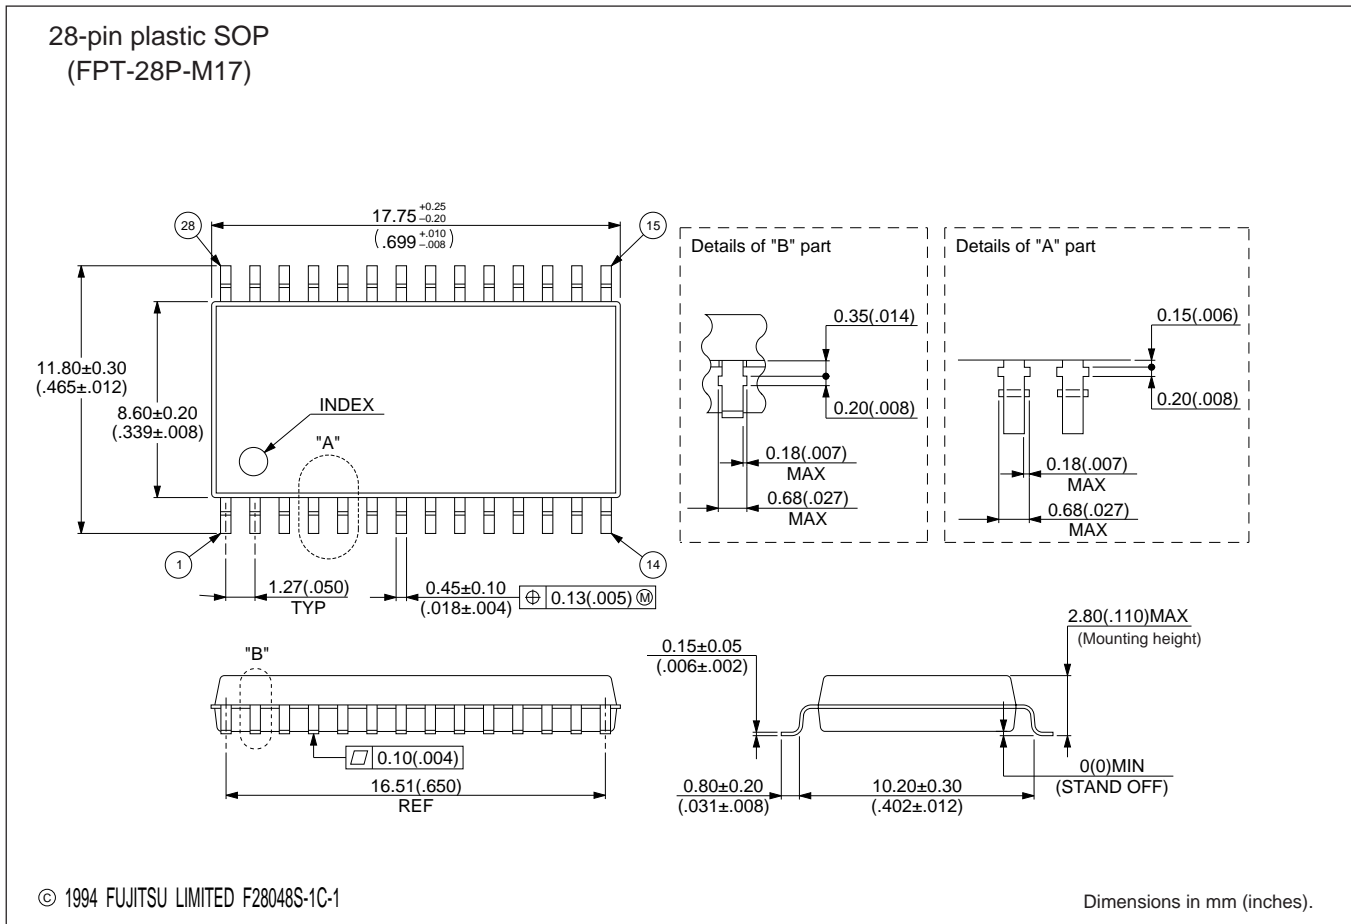 28-pin plastic SOP
(FPT-28P-M17)
28
17.75 +0.25 −0.20
(.699 +.010 −.008)
15
11.80±0.30
(.465±.012)
8.60±0.20
(.339±.008)
INDEX
"A"
1
14
1.27(.050)
TYP
0.45±0.10
(.018±.004)
⌖ 0.13(.005) Ⓜ
Details of "B" part
0.35(.014)
0.20(.008)
0.18(.007)
MAX
0.68(.027)
MAX
Details of "A" part
0.15(.006)
0.20(.008)
0.18(.007)
MAX
0.68(.027)
MAX
"B"
0.10(.004)
16.51(.650)
REF
0.15±0.05
(.006±.002)
2.80(.110)MAX
(Mounting height)
0(0)MIN
(STAND OFF)
0.80±0.20
(.031±.008)
10.20±0.30
(.402±.012)
© 1994 FUJITSU LIMITED F28048S-1C-1
Dimensions in mm (inches).